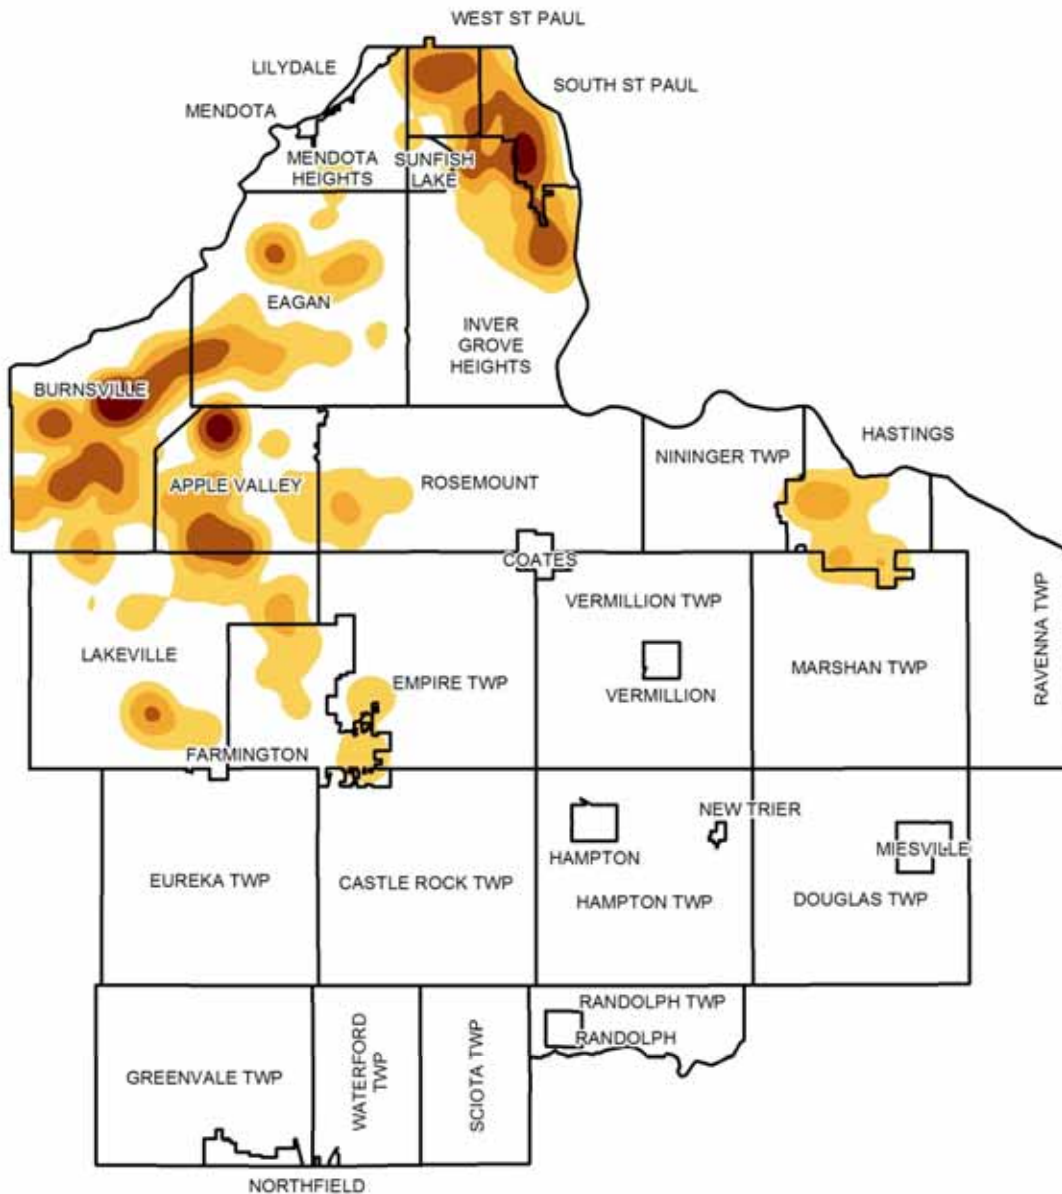 WEST ST PAUL
LILYDALE
SOUTH ST PAUL
MENDOTA
MENDOTA
HEIGHTS
SUNFISH
LAKE
EAGAN
INVER
GROVE
HEIGHTS
BURNSVILLE
HASTINGS
NININGER TWP
ROSEMOUNT
APPLE VALLEY
COATES
VERMILLION TWP
RAVENNA TWP
LAKEVILLE
MARSHAN TWP
EMPIRE TWP
VERMILLION
FARMINGTON
NEW TRIER
MIESVILLE
HAMPTON
EUREKA TWP
CASTLE ROCK TWP
HAMPTON TWP
DOUGLAS TWP
RANDOLPH TWP
RANDOLPH
GREENVALE TWP
WATERFORD
TWP
SCIOTA TWP
NORTHFIELD